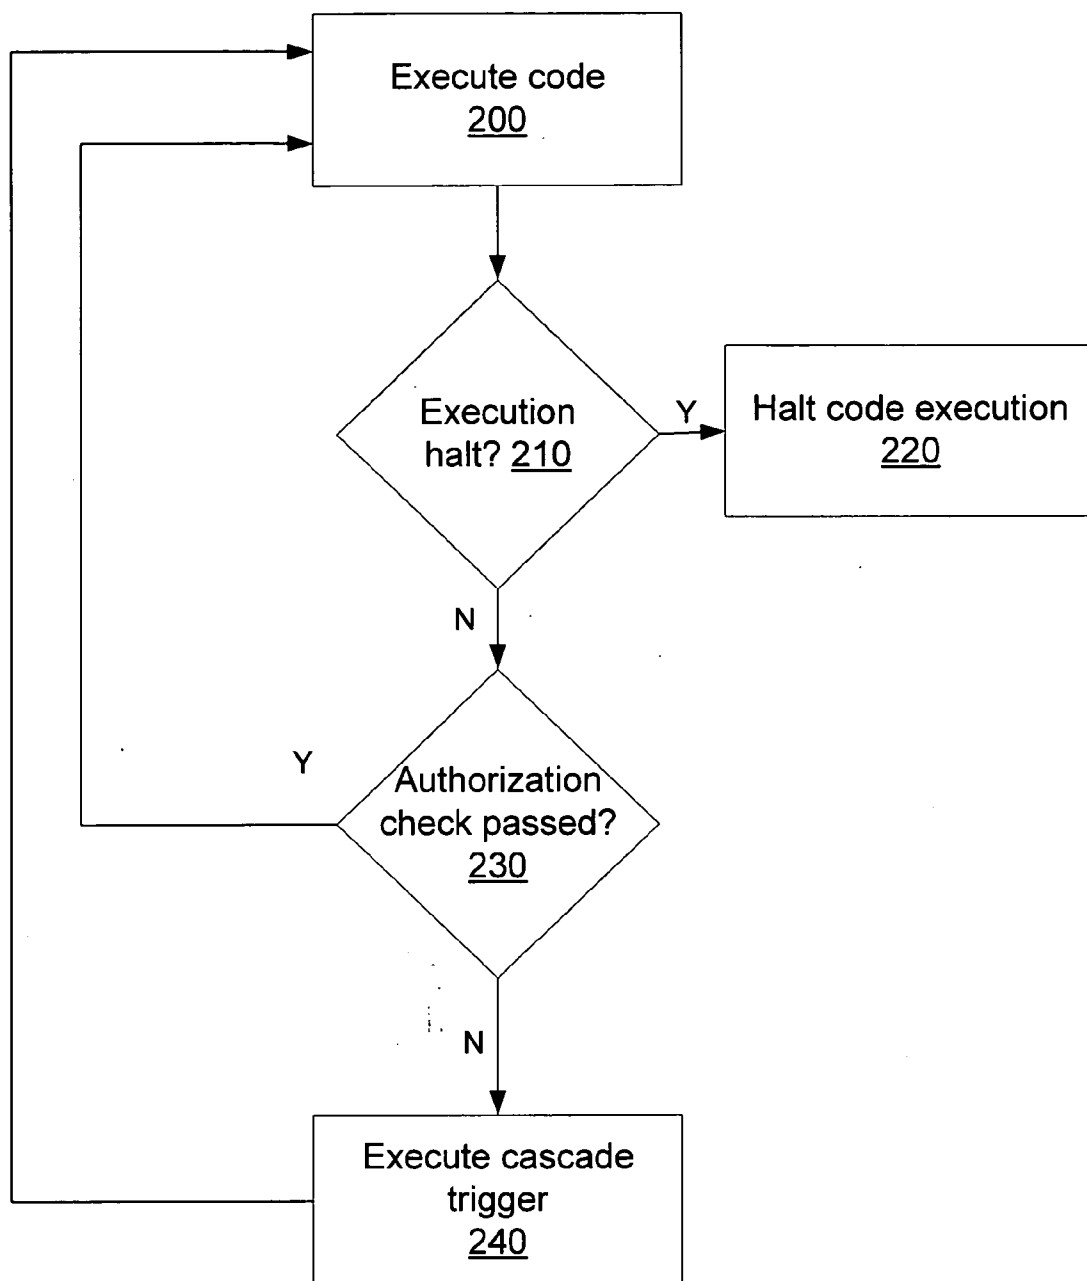 Execute code
200
Execution
halt? 210
Y
Halt code execution
220
N
Y
Authorization
check passed?
230
N
Execute cascade
trigger
240